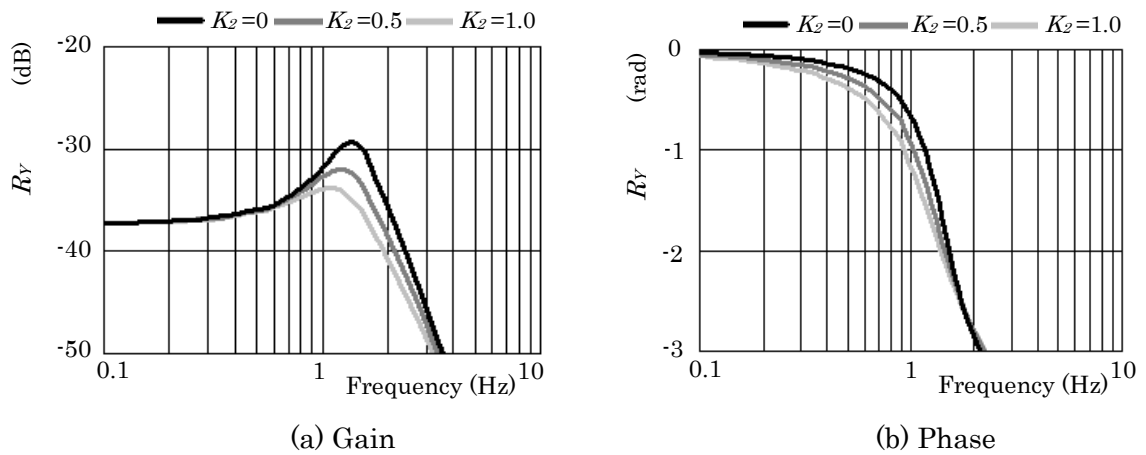 K₂=0 K₂=0.5 K₂=1.0
R_Y (dB)
-20
-30
-40
-50
0.1 1 10
Frequency (Hz)
(a) Gain
K₂=0 K₂=0.5 K₂=1.0
R_Y (rad)
0
-1
-2
-3
0.1 1 10
Frequency (Hz)
(b) Phase